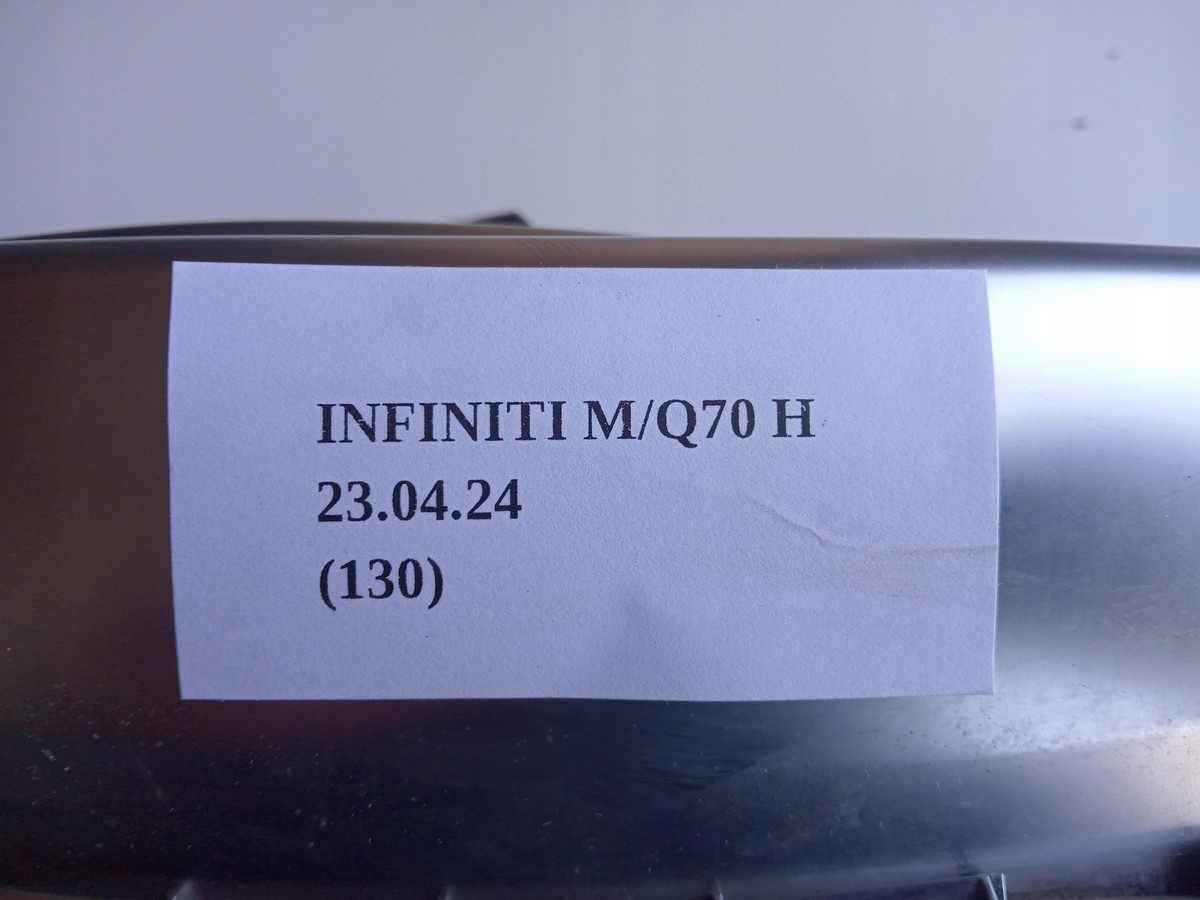 INFINITI M/Q70 H
23.04.24
(130)